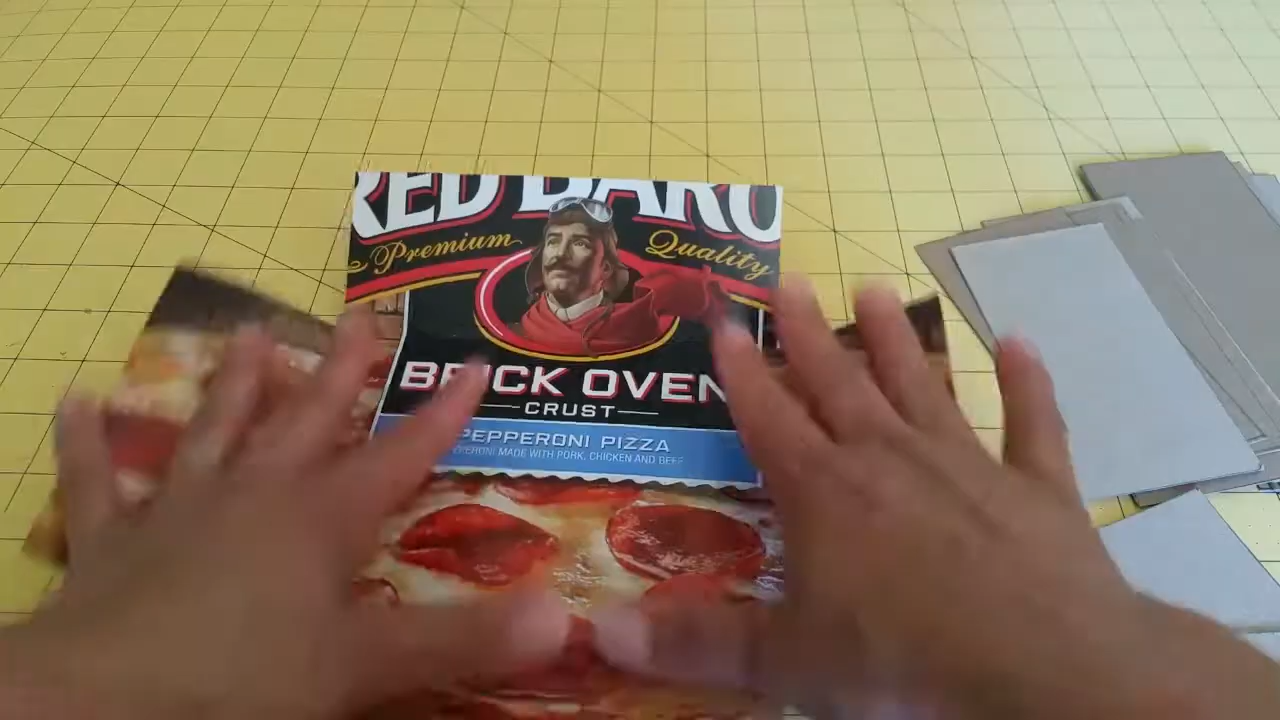 RED BARO
Premium Quality
BRICK OVEN
CRUST
PEPPERONI PIZZA
MADE WITH PORK, CHICKEN AND BEEF